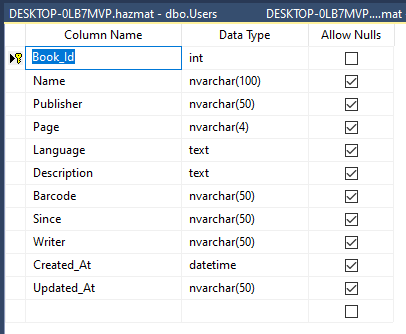 DESKTOP-0LB7MVP.hazmat - dbo.Users DESKTOP-0LB7MVP....mat
Column Name Data Type Allow Nulls
Book_Id int
Name nvarchar(100)
Publisher nvarchar(50)
Page nvarchar(4)
Language text
Description text
Barcode nvarchar(50)
Since nvarchar(50)
Writer nvarchar(50)
Created_At datetime
Updated_At nvarchar(50)